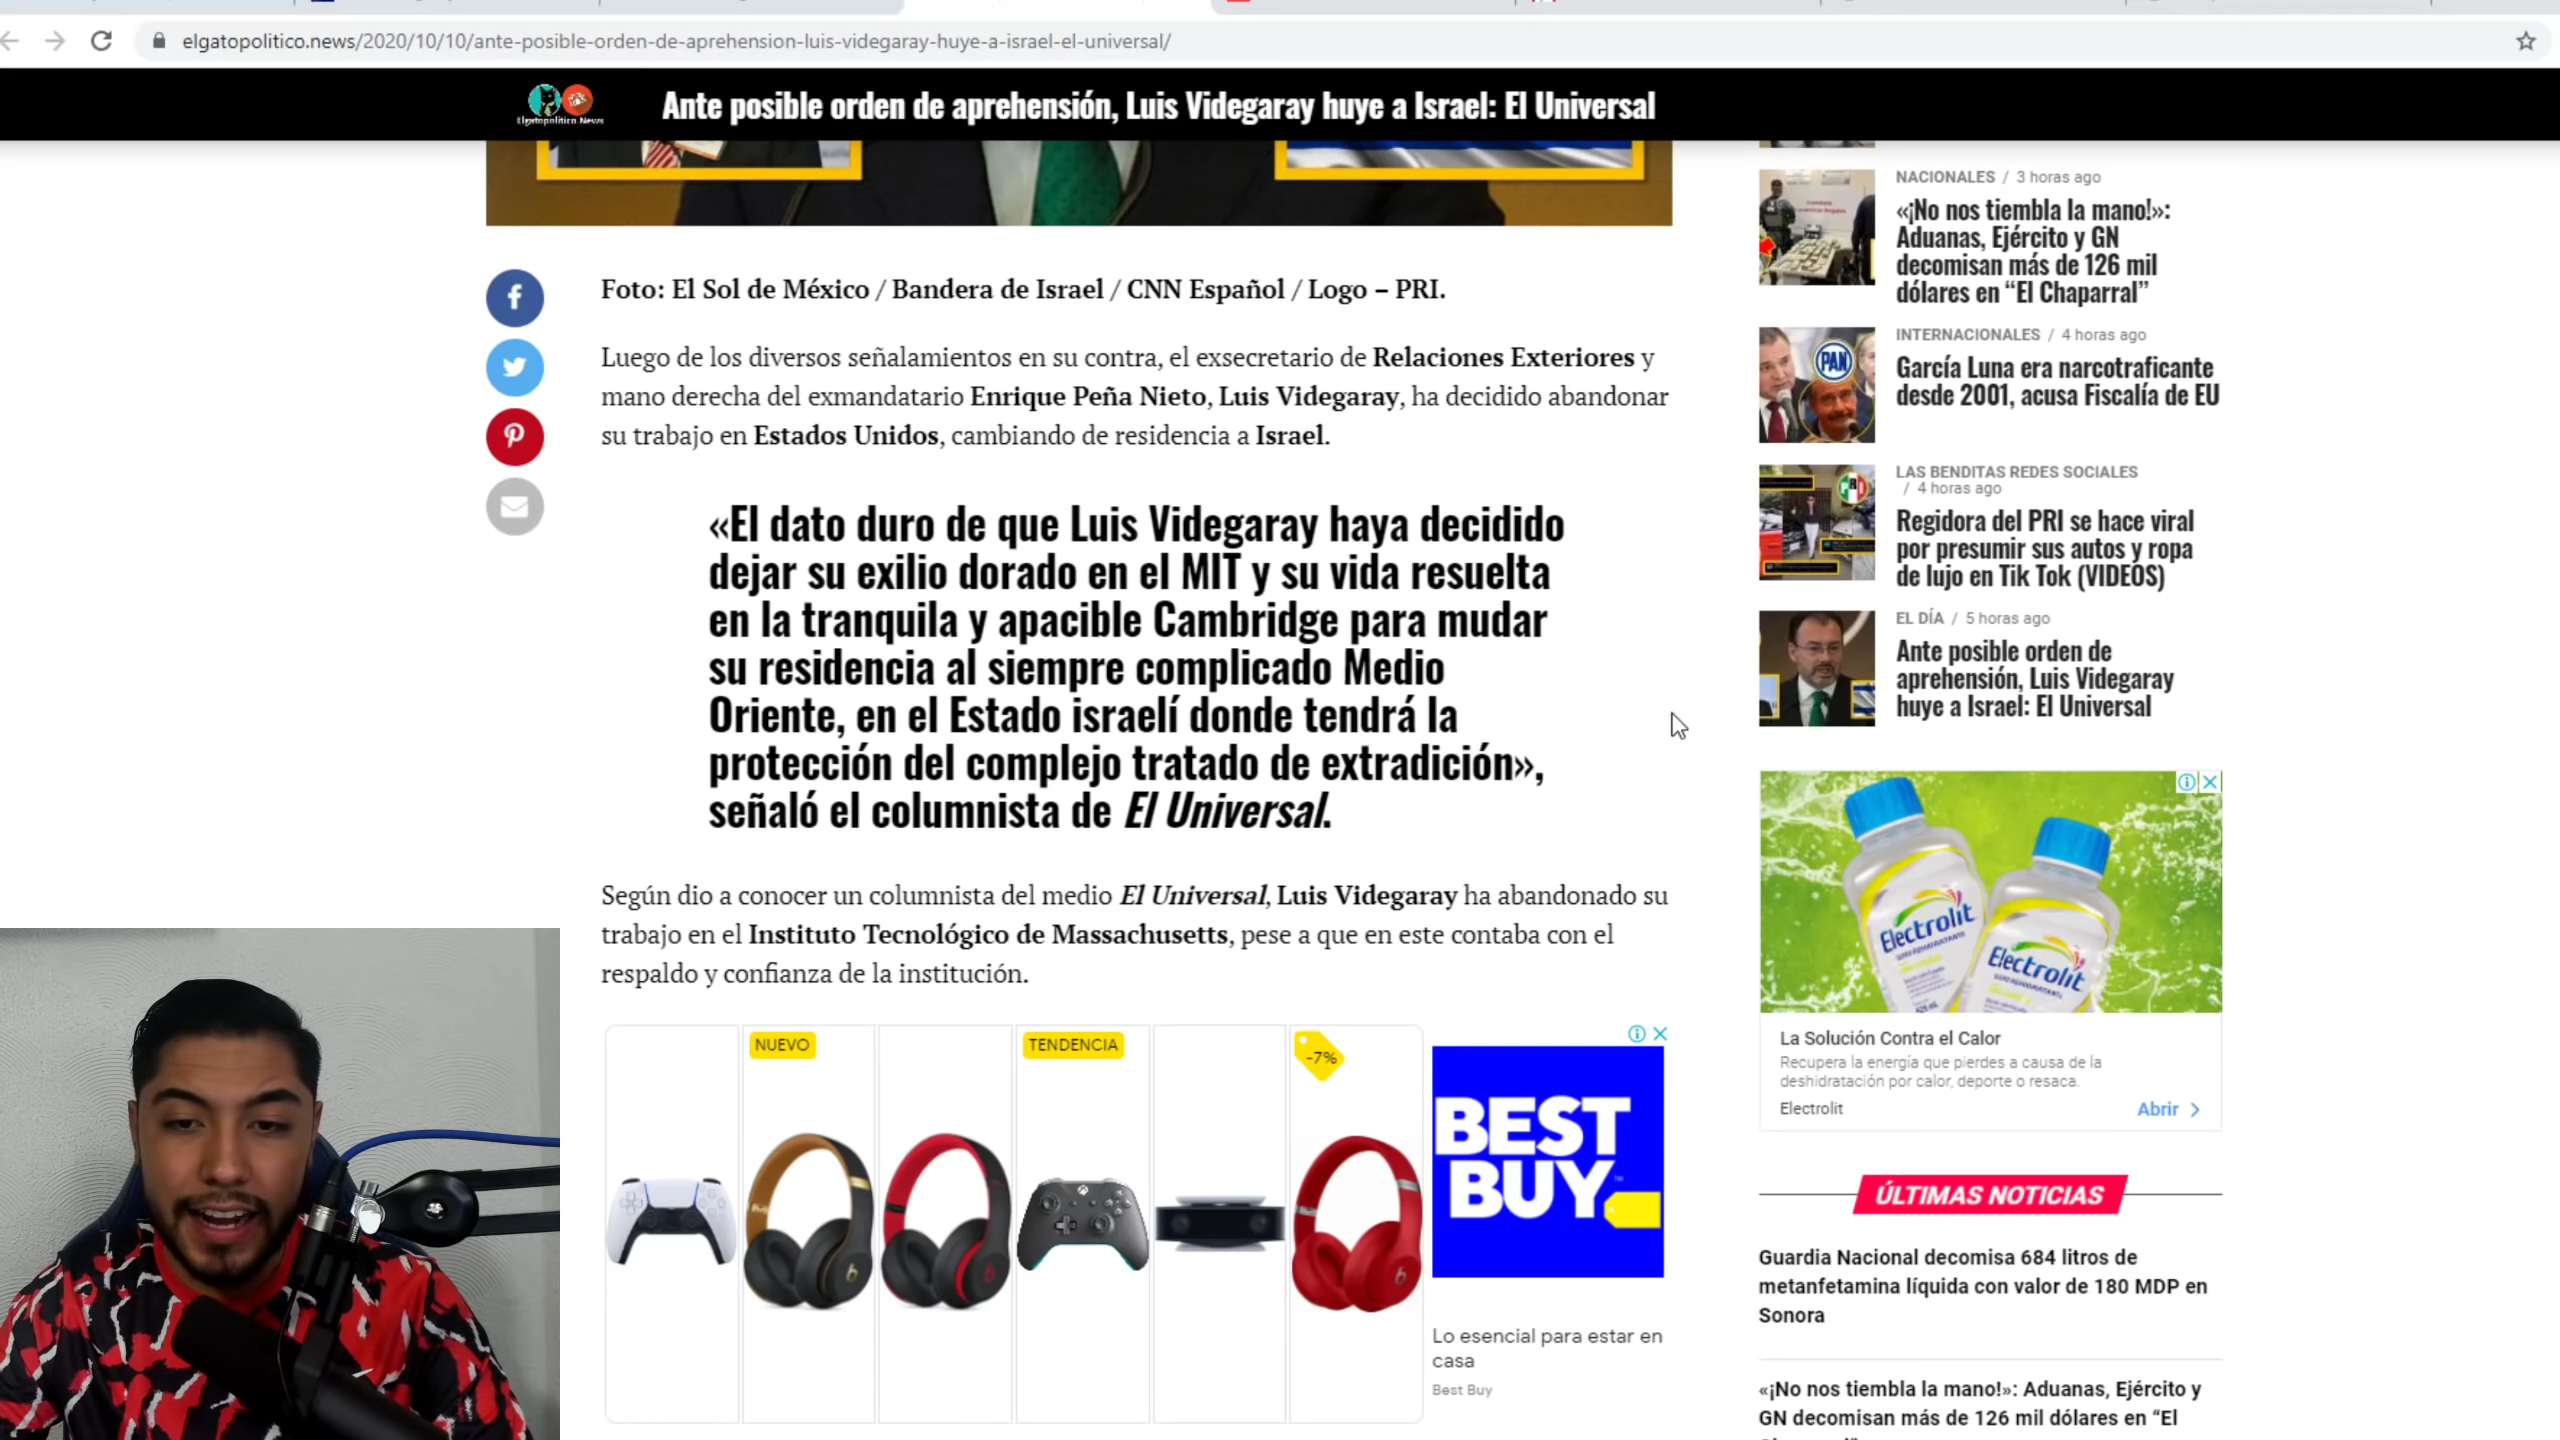 elgatopolitico.news/2020/10/10/ante-posible-orden-de-aprehension-luis-videgaray-huye-a-israel-el-universal/
Elgatopolitico.News
Ante posible orden de aprehensión, Luis Videgaray huye a Israel: El Universal
Foto: El Sol de México / Bandera de Israel / CNN Español / Logo – PRI.
Luego de los diversos señalamientos en su contra, el exsecretario de Relaciones Exteriores y
mano derecha del exmandatario Enrique Peña Nieto, Luis Videgaray, ha decidido abandonar
su trabajo en Estados Unidos, cambiando de residencia a Israel.
«El dato duro de que Luis Videgaray haya decidido
dejar su exilio dorado en el MIT y su vida resuelta
en la tranquila y apacible Cambridge para mudar
su residencia al siempre complicado Medio
Oriente, en el Estado israelí donde tendrá la
protección del complejo tratado de extradición»,
señaló el columnista de El Universal.
Según dio a conocer un columnista del medio El Universal, Luis Videgaray ha abandonado su
trabajo en el Instituto Tecnológico de Massachusetts, pese a que en este contaba con el
respaldo y confianza de la institución.
NUEVO
TENDENCIA
-7%
BEST
BUY
Lo esencial para estar en
casa
Best Buy
NACIONALES / 3 horas ago
«¡No nos tiembla la mano!»:
Aduanas, Ejército y GN
decomisan más de 126 mil
dólares en “El Chaparral”
PAN
INTERNACIONALES / 4 horas ago
García Luna era narcotraficante
desde 2001, acusa Fiscalía de EU
PRI
LAS BENDITAS REDES SOCIALES
/ 4 horas ago
Regidora del PRI se hace viral
por presumir sus autos y ropa
de lujo en Tik Tok (VIDEOS)
EL DÍA / 5 horas ago
Ante posible orden de
aprehensión, Luis Videgaray
huye a Israel: El Universal
Electrolit
Electrolit
La Solución Contra el Calor
Recupera la energía que pierdes a causa de la
deshidratación por calor, deporte o resaca.
Electrolit
Abrir
ÚLTIMAS NOTICIAS
Guardia Nacional decomisa 684 litros de
metanfetamina líquida con valor de 180 MDP en
Sonora
«¡No nos tiembla la mano!»: Aduanas, Ejército y
GN decomisan más de 126 mil dólares en “El